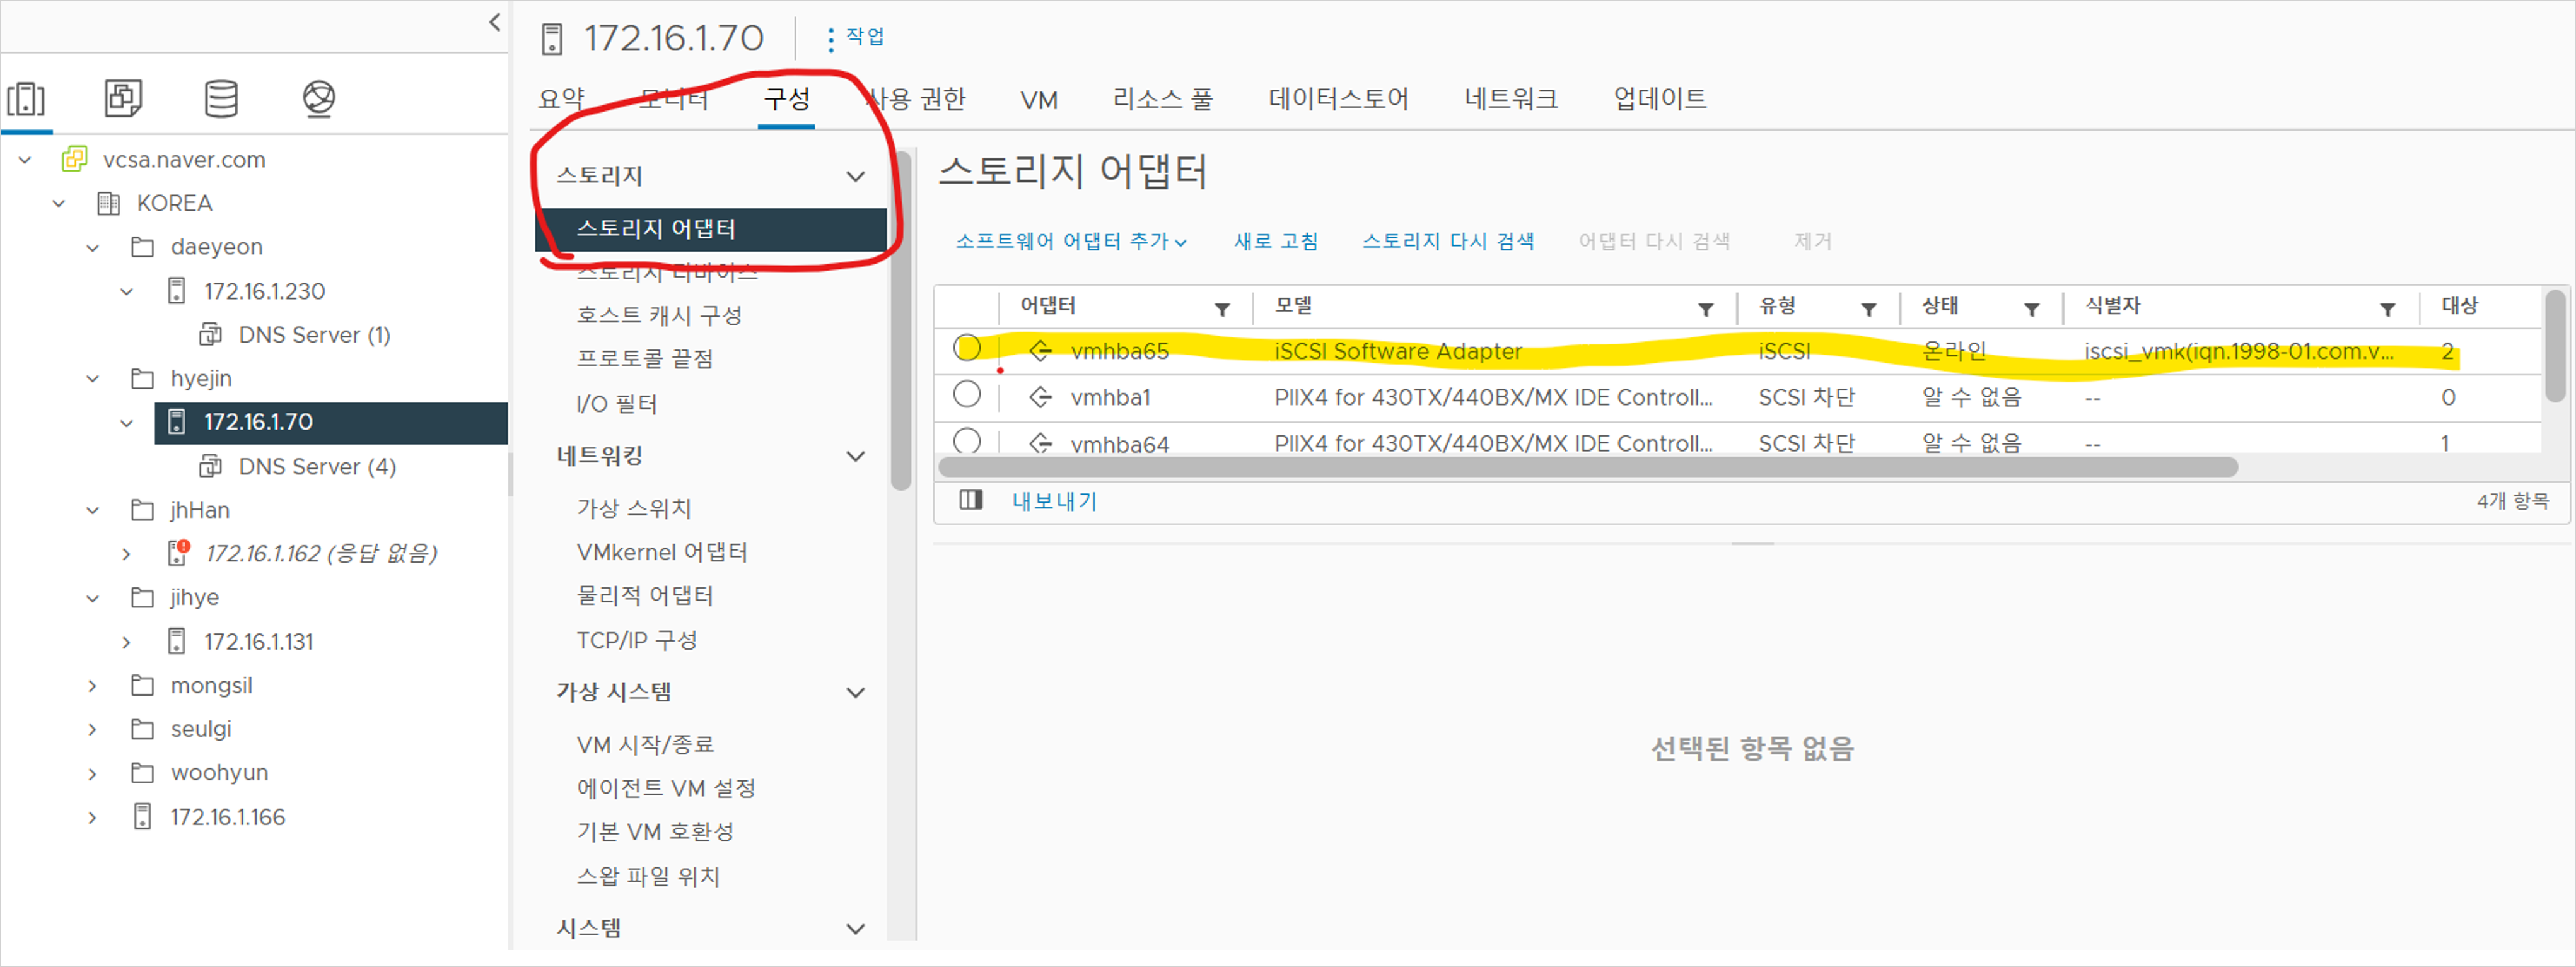 172.16.1.70
작업
요약 모니터 구성 사용 권한 VM 리소스 풀 데이터스토어 네트워크 업데이트
vcsa.naver.com
KOREA
daeyeon
172.16.1.230
DNS Server (1)
hyejin
172.16.1.70
DNS Server (4)
jhHan
172.16.1.162 (응답 없음)
jihye
172.16.1.131
mongsil
seulgi
woohyun
172.16.1.166
스토리지
스토리지 어댑터
스토리지 디바이스
호스트 캐시 구성
프로토콜 끝점
I/O 필터
네트워킹
가상 스위치
VMkernel 어댑터
물리적 어댑터
TCP/IP 구성
가상 시스템
VM 시작/종료
에이전트 VM 설정
기본 VM 호환성
스왑 파일 위치
시스템
스토리지 어댑터
소프트웨어 어댑터 추가 새로 고침 스토리지 다시 검색 어댑터 다시 검색 제거
어댑터 모델 유형 상태 식별자 대상
vmhba65 iSCSI Software Adapter iSCSI 온라인 iscsi_vmk(iqn.1998-01.com.v... 2
vmhba1 PIIX4 for 430TX/440BX/MX IDE Controll... SCSI 차단 알 수 없음 -- 0
vmhba64 PIIX4 for 430TX/440BX/MX IDE Controll... SCSI 차단 알 수 없음 -- 1
내보내기 4개 항목
선택된 항목 없음